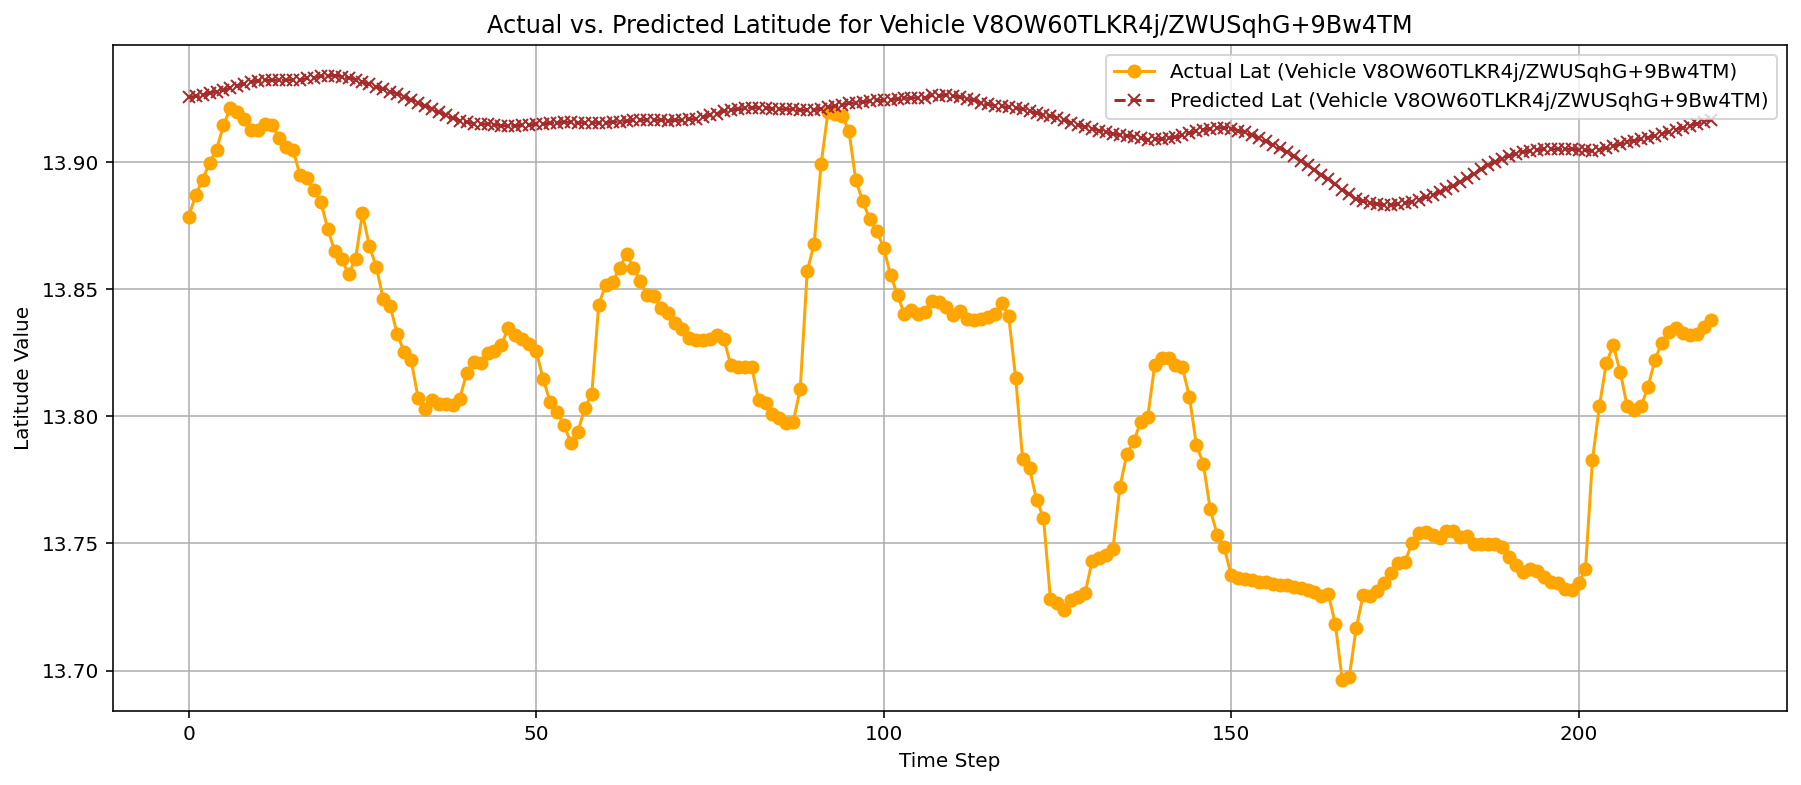 Actual vs. Predicted Latitude for Vehicle V8OW60TLKR4j/ZWUSqhG+9Bw4TM
Actual Lat (Vehicle V8OW60TLKR4j/ZWUSqhG+9Bw4TM)
Predicted Lat (Vehicle V8OW60TLKR4j/ZWUSqhG+9Bw4TM)
Latitude Value
13.90
13.85
13.80
13.75
13.70
0 50 100 150 200
Time Step